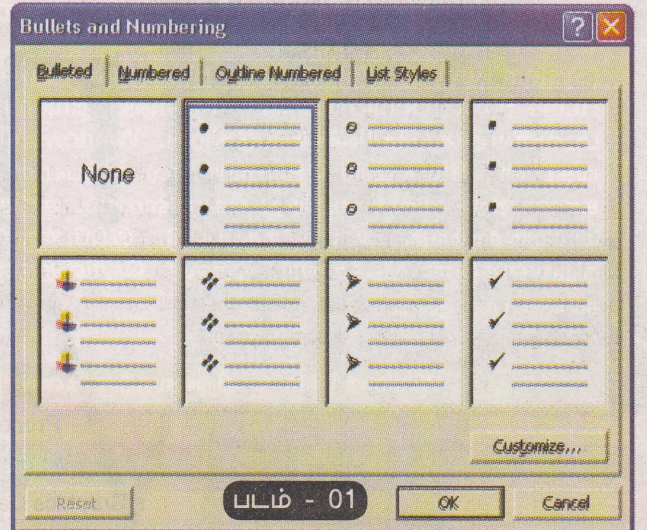 Bullets and Numbering
Bulleted Numbered Outline Numbered List Styles
None
Customize...
Reset படம் - 01 OK Cancel